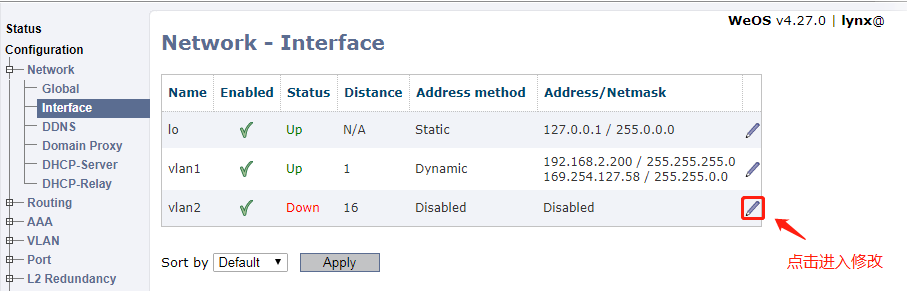 WeOS v4.27.0 | lynx@
Status
Configuration
Network
Global
Interface
DDNS
Domain Proxy
DHCP-Server
DHCP-Relay
Routing
AAA
VLAN
Port
L2 Redundancy
Network - Interface
Name Enabled Status Distance Address method Address/Netmask
lo Up N/A Static 127.0.0.1 / 255.0.0.0
vlan1 Up 1 Dynamic 192.168.2.200 / 255.255.255.0
169.254.127.58 / 255.255.0.0
vlan2 Down 16 Disabled Disabled
点击进入修改
Sort by Default Apply